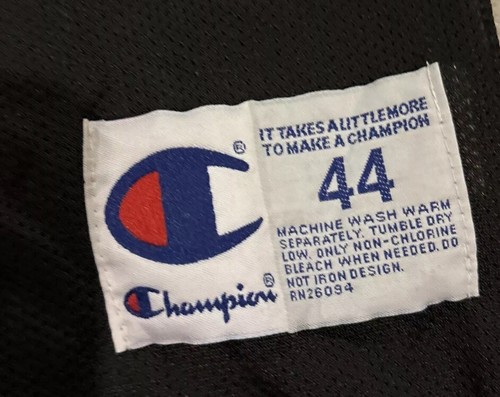 IT TAKES A LITTLE MORE
TO MAKE A CHAMPION
®
44
MACHINE WASH WARM
SEPARATELY. TUMBLE DRY
LOW. ONLY NON-CHLORINE
BLEACH WHEN NEEDED. DO
NOT IRON DESIGN.
RN26094
Champion®